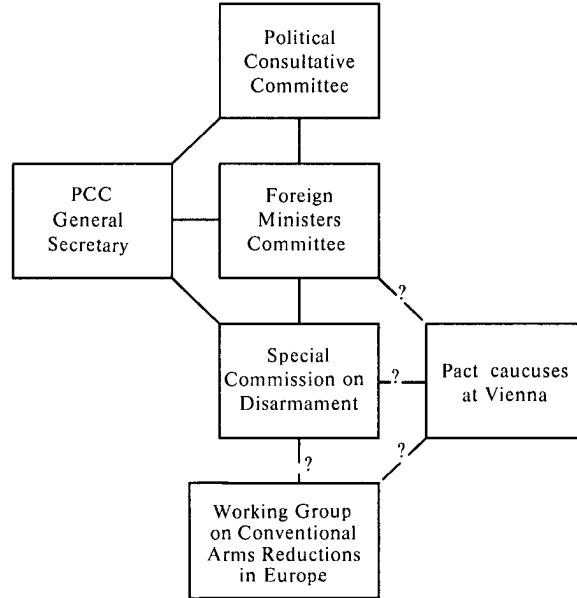 Political
Consultative
Committee
PCC
General
Secretary
Foreign
Ministers
Committee
?
Special
Commission on
Disarmament
?
Pact caucuses
at Vienna
?
?
Working Group
on Conventional
Arms Reductions
in Europe